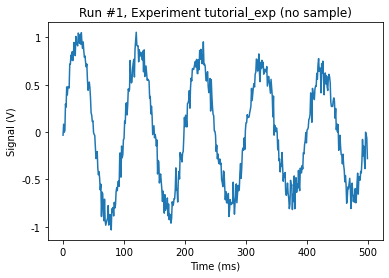 Run #1, Experiment tutorial_exp (no sample)
1
0.5
0
-0.5
-1
Signal (V)
0 100 200 300 400 500
Time (ms)